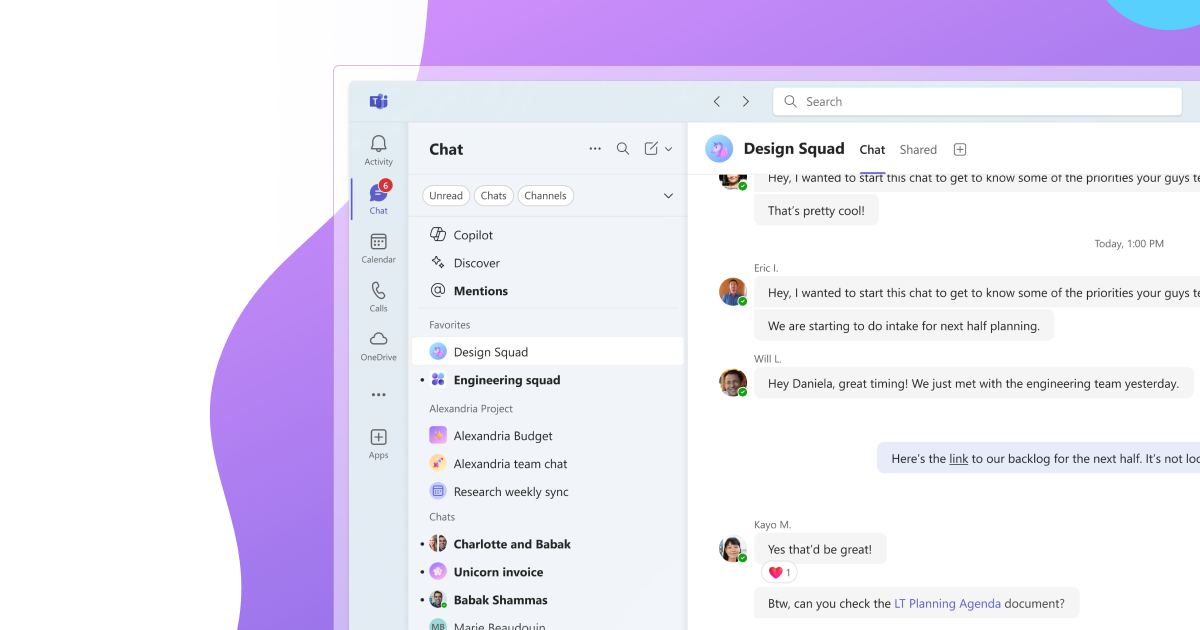 Search
Activity
6
Chat
Calendar
Calls
OneDrive
Apps
Chat
Unread
Chats
Channels
Copilot
Discover
Mentions
Favorites
Design Squad
Engineering squad
Alexandria Project
Alexandria Budget
Alexandria team chat
Research weekly sync
Chats
Charlotte and Babak
Unicorn invoice
Babak Shammas
MB Marie Beaudouin
Design Squad Chat Shared
Hey, I wanted to start this chat to get to know some of the priorities your guys
That's pretty cool!
Today, 1:00 PM
Eric I.
Hey, I wanted to start this chat to get to know some of the priorities your guys
We are starting to do intake for next half planning.
Will L.
Hey Daniela, great timing! We just met with the engineering team yesterday.
Here's the link to our backlog for the next half. It's not
Kayo M.
Yes that'd be great!
1
Btw, can you check the LT Planning Agenda document?